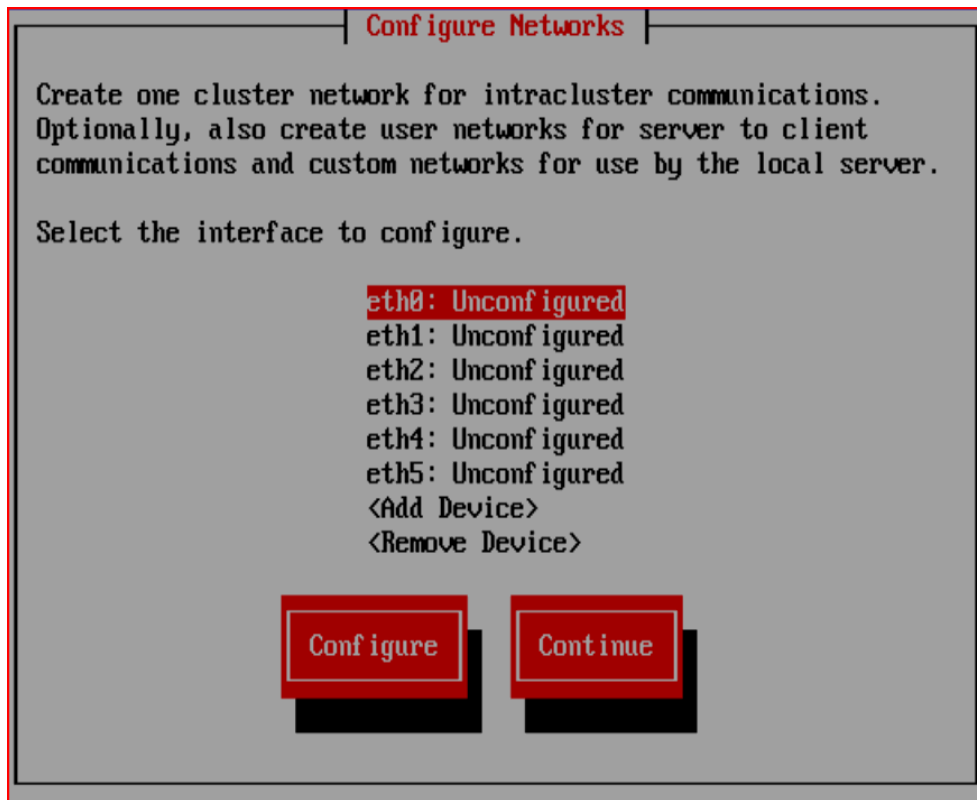 Configure Networks
Create one cluster network for intracluster communications.
Optionally, also create user networks for server to client
communications and custom networks for use by the local server.
Select the interface to configure.
eth0: Unconfigured
eth1: Unconfigured
eth2: Unconfigured
eth3: Unconfigured
eth4: Unconfigured
eth5: Unconfigured
<Add Device>
<Remove Device>
Configure Continue